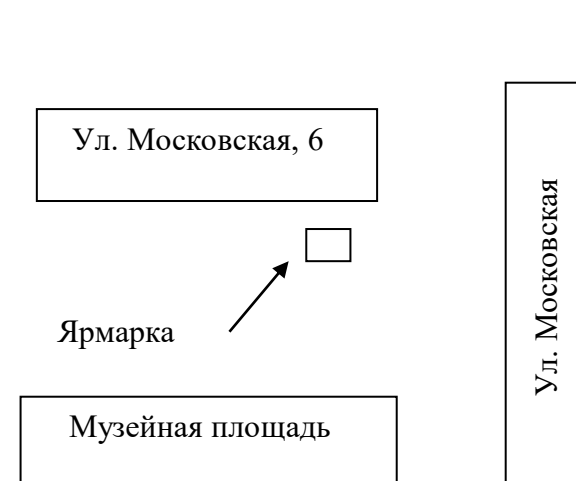 Ул. Московская, 6
Ул. Московская
Ярмарка
Музейная площадь